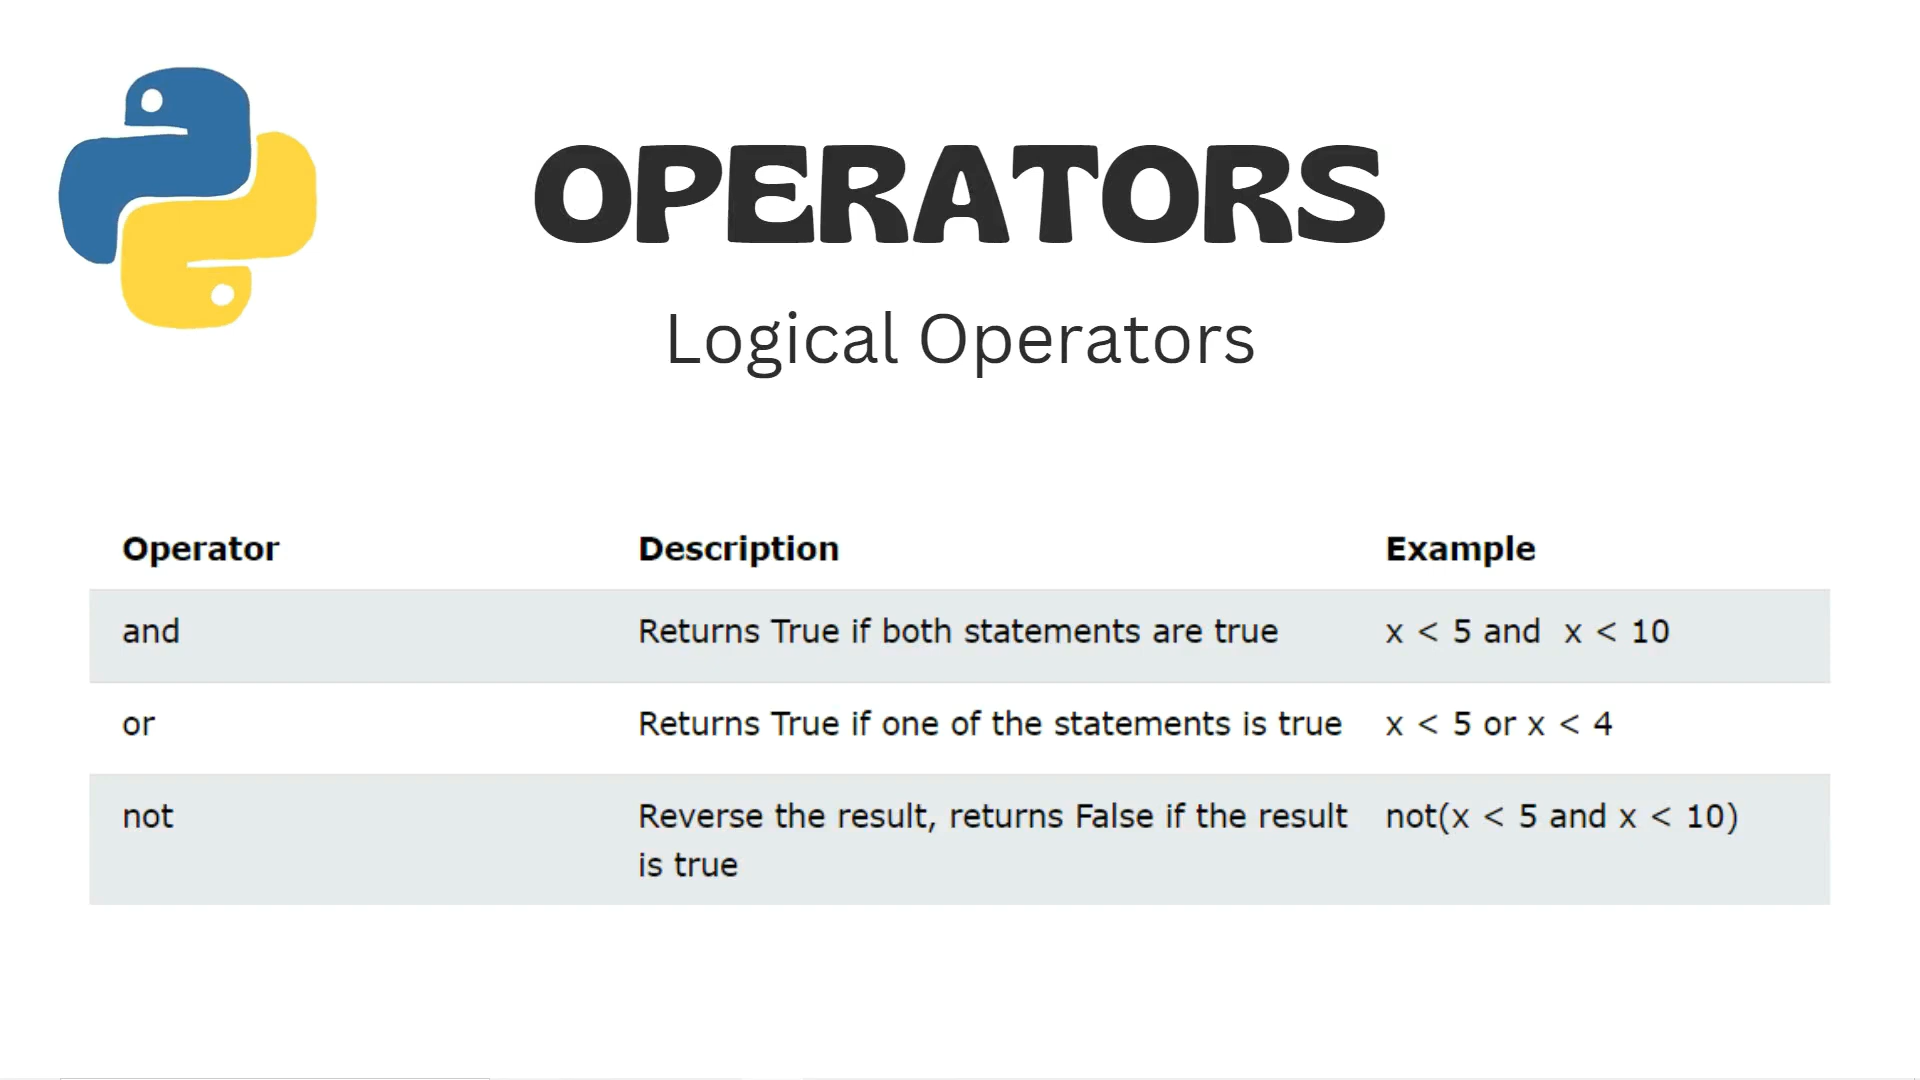 OPERATORS
Logical Operators
Operator Description Example
and Returns True if both statements are true x < 5 and  x < 10
or Returns True if one of the statements is true x < 5 or x < 4
not Reverse the result, returns False if the result not(x < 5 and x < 10)
is true